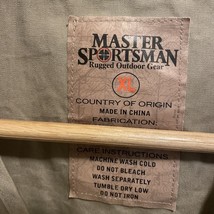 MASTER
SPORTSMAN
Rugged Outdoor Gear
XL
COUNTRY OF ORIGIN
MADE IN CHINA
FABRICATION:
CARE INSTRUCTIONS
MACHINE WASH COLD
DO NOT BLEACH
WASH SEPARATELY
TUMBLE DRY LOW
DO NOT IRON